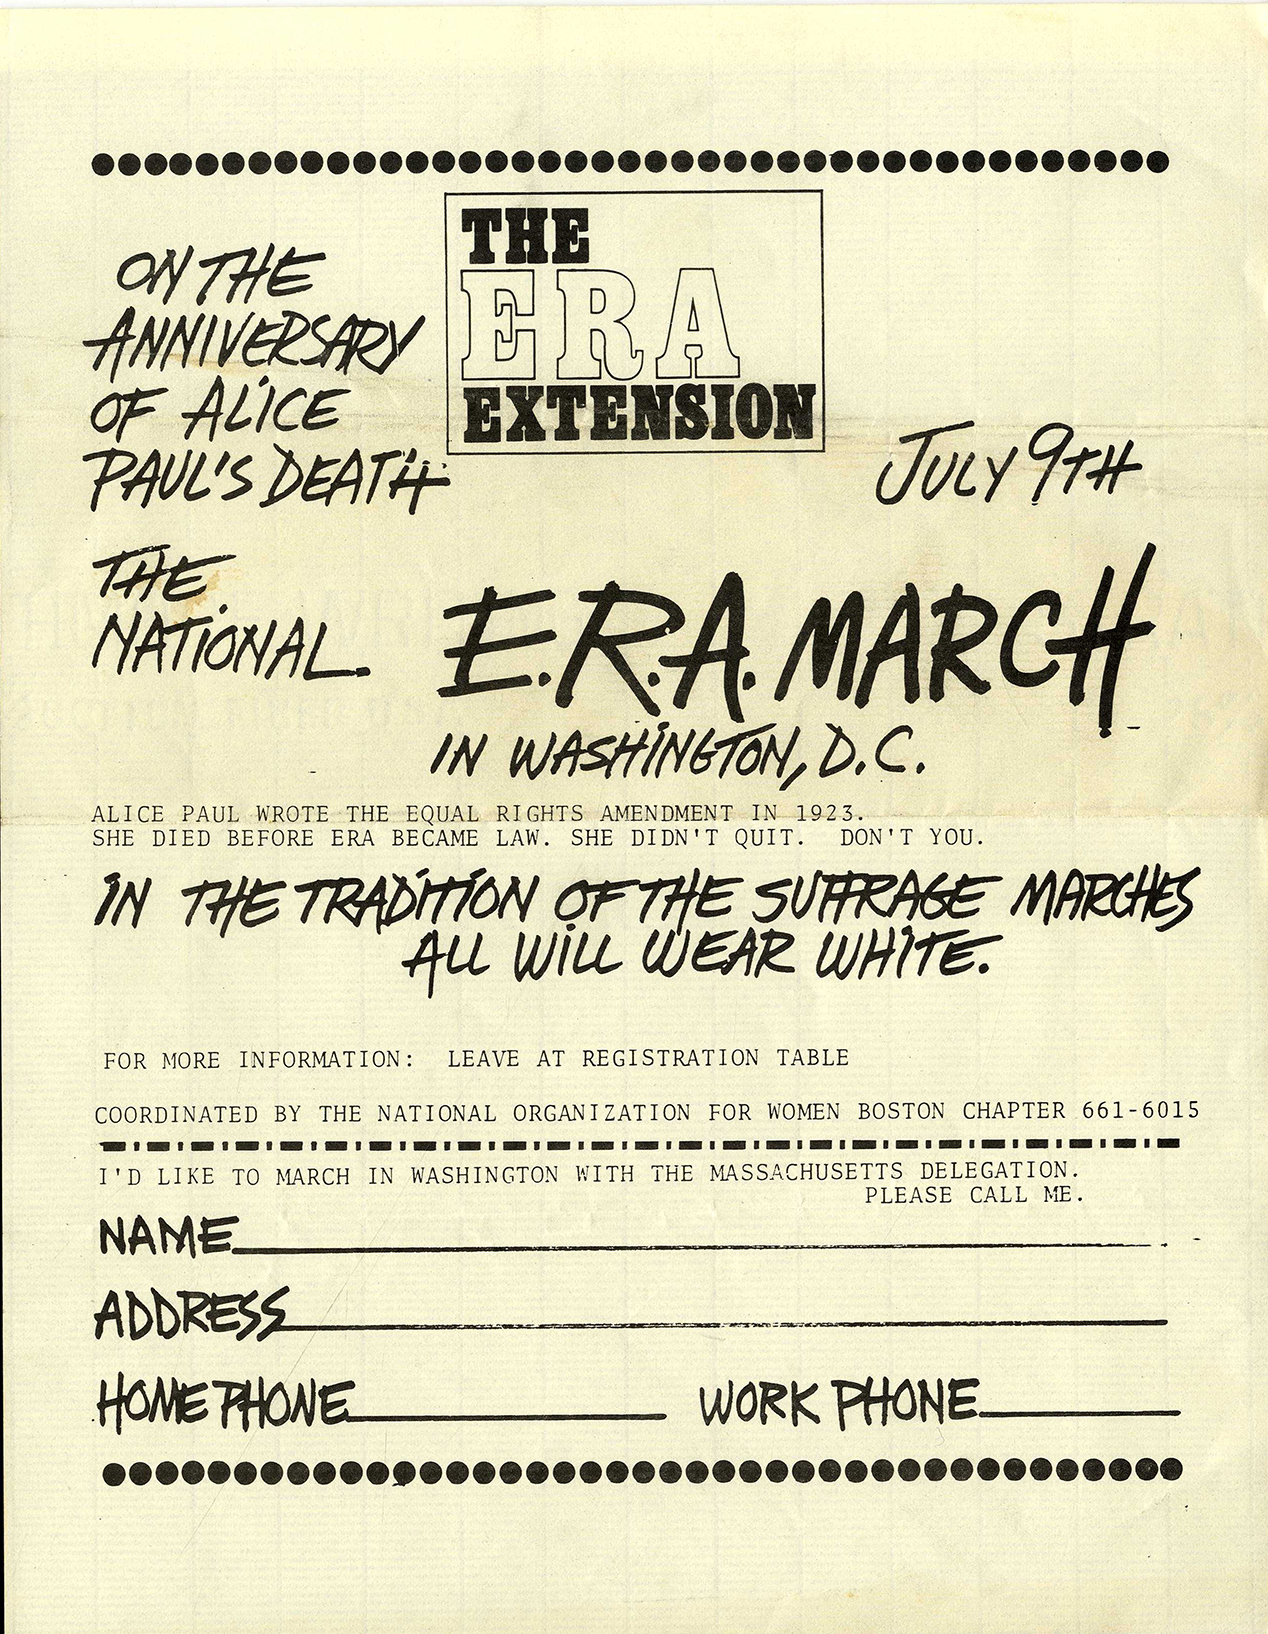 THE
ERA
EXTENSION
ON THE
ANNIVERSARY
OF ALICE
PAUL'S DEATH
JULY 9TH
THE
NATIONAL
E.R.A. MARCH
IN WASHINGTON, D.C.
ALICE PAUL WROTE THE EQUAL RIGHTS AMENDMENT IN 1923.
SHE DIED BEFORE ERA BECAME LAW. SHE DIDN'T QUIT. DON'T YOU.
IN THE TRADITION OF THE SUFFRAGE MARCHES
ALL WILL WEAR WHITE.
FOR MORE INFORMATION: LEAVE AT REGISTRATION TABLE
COORDINATED BY THE NATIONAL ORGANIZATION FOR WOMEN BOSTON CHAPTER 661-6015
I'D LIKE TO MARCH IN WASHINGTON WITH THE MASSACHUSETTS DELEGATION.
PLEASE CALL ME.
NAME
ADDRESS
HOME PHONE WORK PHONE